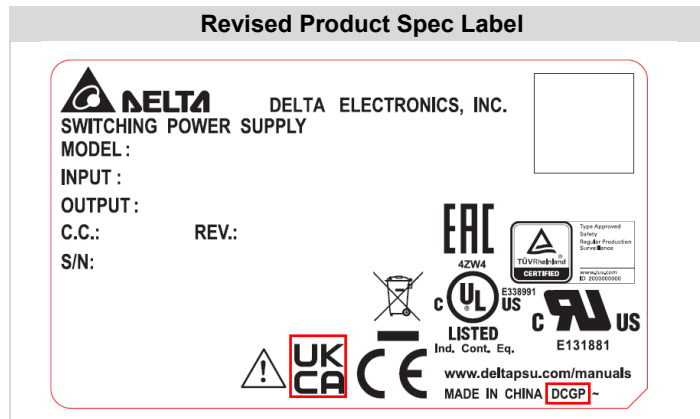 Revised Product Spec Label
DELTA
DELTA ELECTRONICS, INC.
SWITCHING POWER SUPPLY
MODEL :
INPUT :
OUTPUT :
C.C.: REV.:
S/N:
EAC
TÜVRheinland
CERTIFIED
Type Approved
Safety
Regular Production
Surveillance
www.tuv.com
ID 2000000000
4ZW4
C UL US
E338991
LISTED
Ind. Cont. Eq.
C RU US
E131881
UK
CA
CE
www.deltapsu.com/manuals
MADE IN CHINA DCGP ~